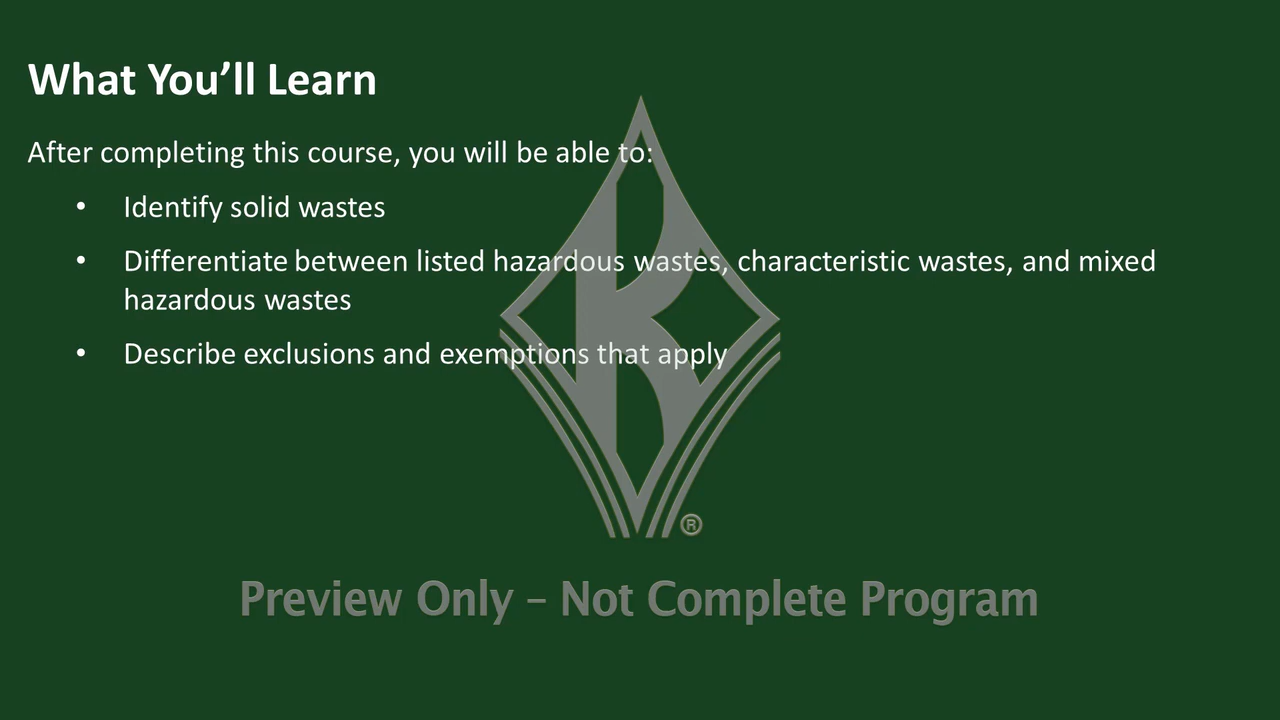 What You’ll Learn
After completing this course, you will be able to:
• Identify solid wastes
• Differentiate between listed hazardous wastes, characteristic wastes, and mixed
hazardous wastes
• Describe exclusions and exemptions that apply
K
®
Preview Only – Not Complete Program